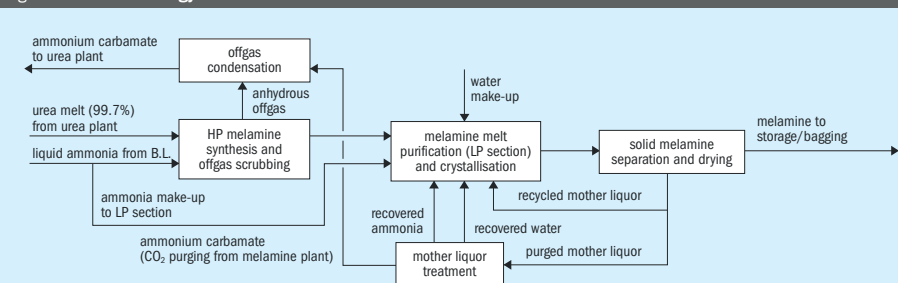 ammonium carbamate
to urea plant
offgas
condensation
anhydrous
offgas
water
make-up
urea melt (99.7%)
from urea plant
HP melamine
synthesis and
offgas scrubbing
melamine melt
purification (LP section)
and crystallisation
solid melamine
separation and drying
melamine to
storage/bagging
liquid ammonia from B.L.
ammonia make-up
to LP section
recycled mother liquor
recovered
ammonia
recovered water
ammonium carbamate
(CO₂ purging from melamine plant)
mother liquor
treatment
purged mother liquor